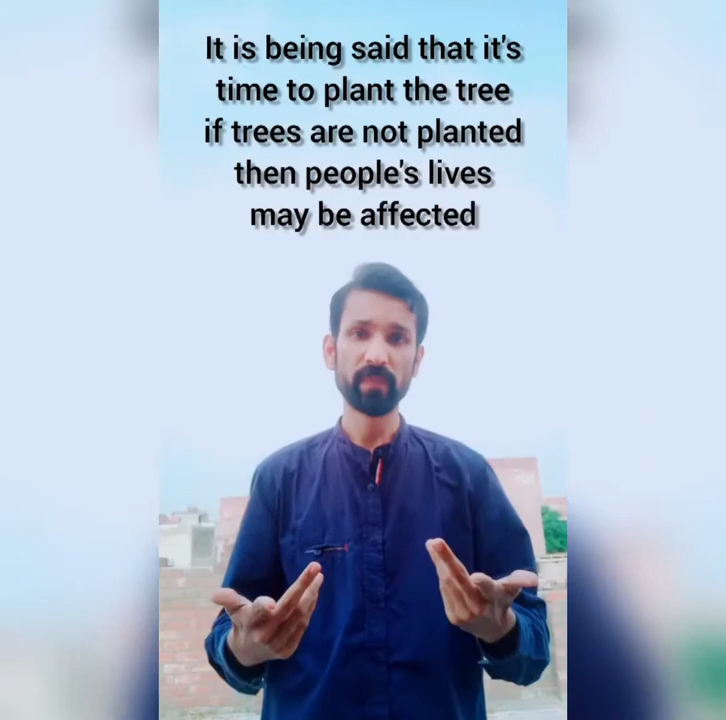 It is being said that it's
time to plant the tree
if trees are not planted
then people's lives
may be affected